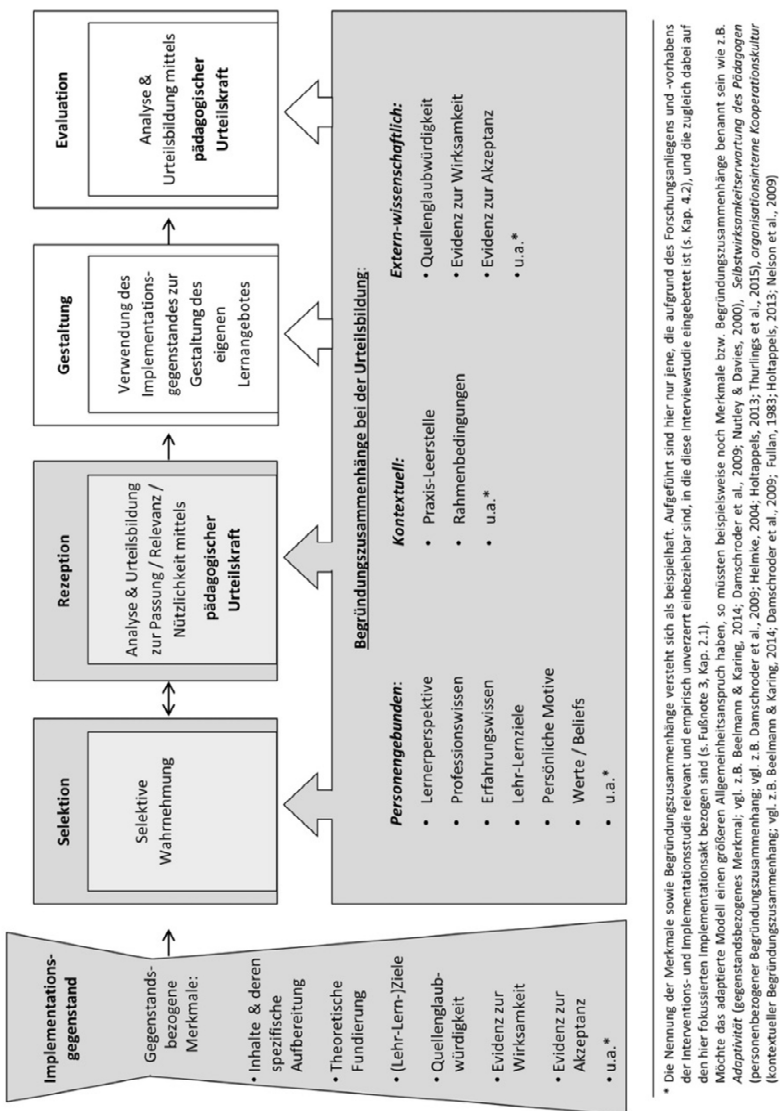 Implementations-
gegenstand
Gegenstands-
bezogene
Merkmale:
• Inhalte & deren
spezifische
Aufbereitung
• Theoretische
Fundierung
• (Lehr-Lern-)Ziele
• Quellenglaub-
würdigkeit
• Evidenz zur
Wirksamkeit
• Evidenz zur
Akzeptanz
• u.a.*
Selektion
Selektive
Wahrnehmung
Rezeption
Analyse & Urteilsbildung
zur Passung / Relevanz /
Nützlichkeit mittels
pädagogischer
Urteilskraft
Gestaltung
Verwendung des
Implementations-
gegenstandes zur
Gestaltung des
eigenen
Lernangebotes
Evaluation
Analyse &
Urteilsbildung mittels
pädagogischer
Urteilskraft
Begründungszusammenhänge bei der Urteilsbildung:
Personengebunden:
• Lernerperspektive
• Professionswissen
• Erfahrungswissen
• Lehr-Lernziele
• Persönliche Motive
• Werte / Beliefs
• u.a.*
Kontextuell:
• Praxis-Leerstelle
• Rahmenbedingungen
• u.a.*
Extern-wissenschaftlich:
• Quellenglaubwürdigkeit
• Evidenz zur Wirksamkeit
• Evidenz zur Akzeptanz
• u.a.*
* Die Nennung der Merkmale sowie Begründungszusammenhänge versteht sich als beispielhaft. Aufgeführt sind hier nur jene, die aufgrund des Forschungsanliegens und -vorhabens
der Interventions- und Implementationsstudie relevant und empirisch unverzerrt einbeziehbar sind, in die diese Interviewstudie eingebettet ist (s. Kap. 4.2), und die zugleich dabei auf
den hier fokussierten Implementationsakt bezogen sind (s. Fußnote 3, Kap. 2.1).
Möchte das adaptierte Modell einen größeren Allgemeinheitsanspruch haben, so müssten beispielsweise noch Merkmale bzw. Begründungszusammenhänge benannt sein wie z.B.
Adaptivität (gegenstandsbezogenes Merkmal; vgl. z.B. Beelmann & Karing, 2014; Damschroder et al., 2009; Nutley & Davies, 2000), Selbstwirksamkeitserwartung des Pädagogen
(personenbezogener Begründungszusammenhang; vgl. z.B. Damschroder et al., 2009; Helmke, 2004; Holtappels, 2013; Thurlings et al., 2015), organisationsinterne Kooperationskultur
(kontextueller Begründungszusammenhang; vgl. z.B. Beelmann & Karing, 2014; Damschroder et al., 2009; Fullan, 1983; Holtappels, 2013; Nelson et al., 2009)